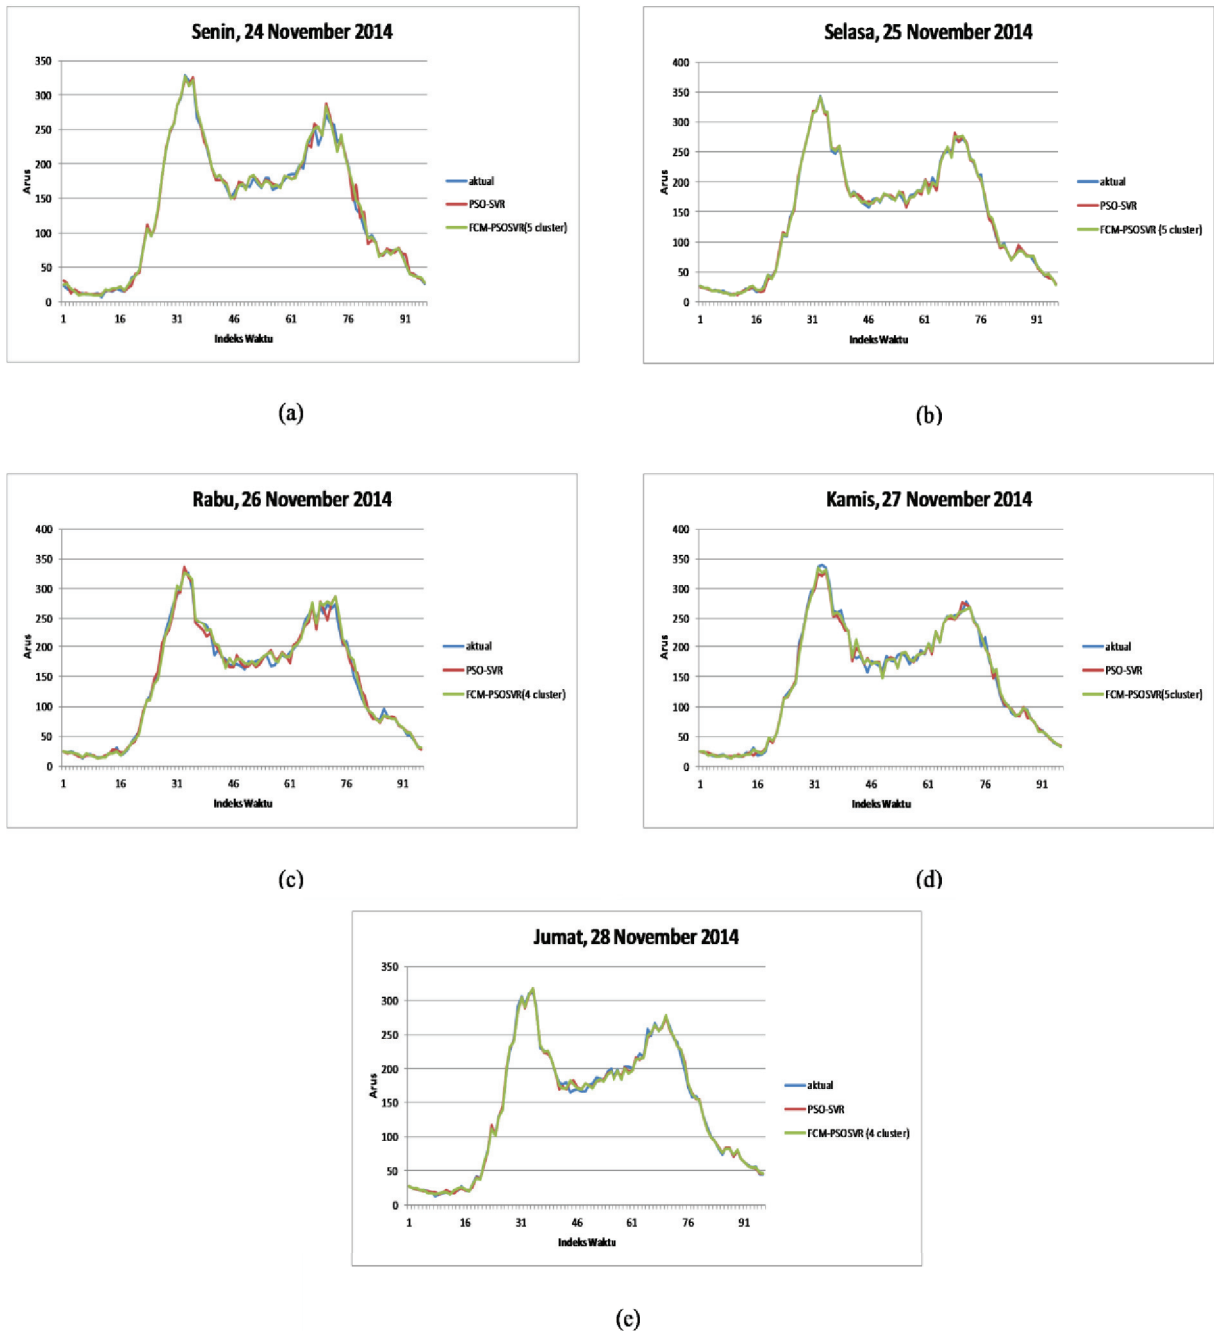 Senin, 24 November 2014
350
300
250
200
150
100
50
0
Arus
1 16 31 46 61 76 91
Indeks Waktu
aktual
PSO-SVR
FCM-PSOSVR(5 cluster)
(a)
Selasa, 25 November 2014
400
350
300
250
200
150
100
50
0
Arus
1 16 31 46 61 76 91
Indeks Waktu
aktual
PSO-SVR
FCM-PSOSVR (5 cluster)
(b)
Rabu, 26 November 2014
400
350
300
250
200
150
100
50
0
Arus
1 16 31 46 61 76 91
Indeks Waktu
aktual
PSO-SVR
FCM-PSOSVR(4 cluster)
(c)
Kamis, 27 November 2014
400
350
300
250
200
150
100
50
0
Arus
1 16 31 46 61 76 91
Indeks Waktu
aktual
PSO-SVR
FCM-PSOSVR(5cluster)
(d)
Jumat, 28 November 2014
350
300
250
200
150
100
50
0
Arus
1 16 31 46 61 76 91
Indeks Waktu
aktual
PSO-SVR
FCM-PSOSVR (4 cluster)
(e)